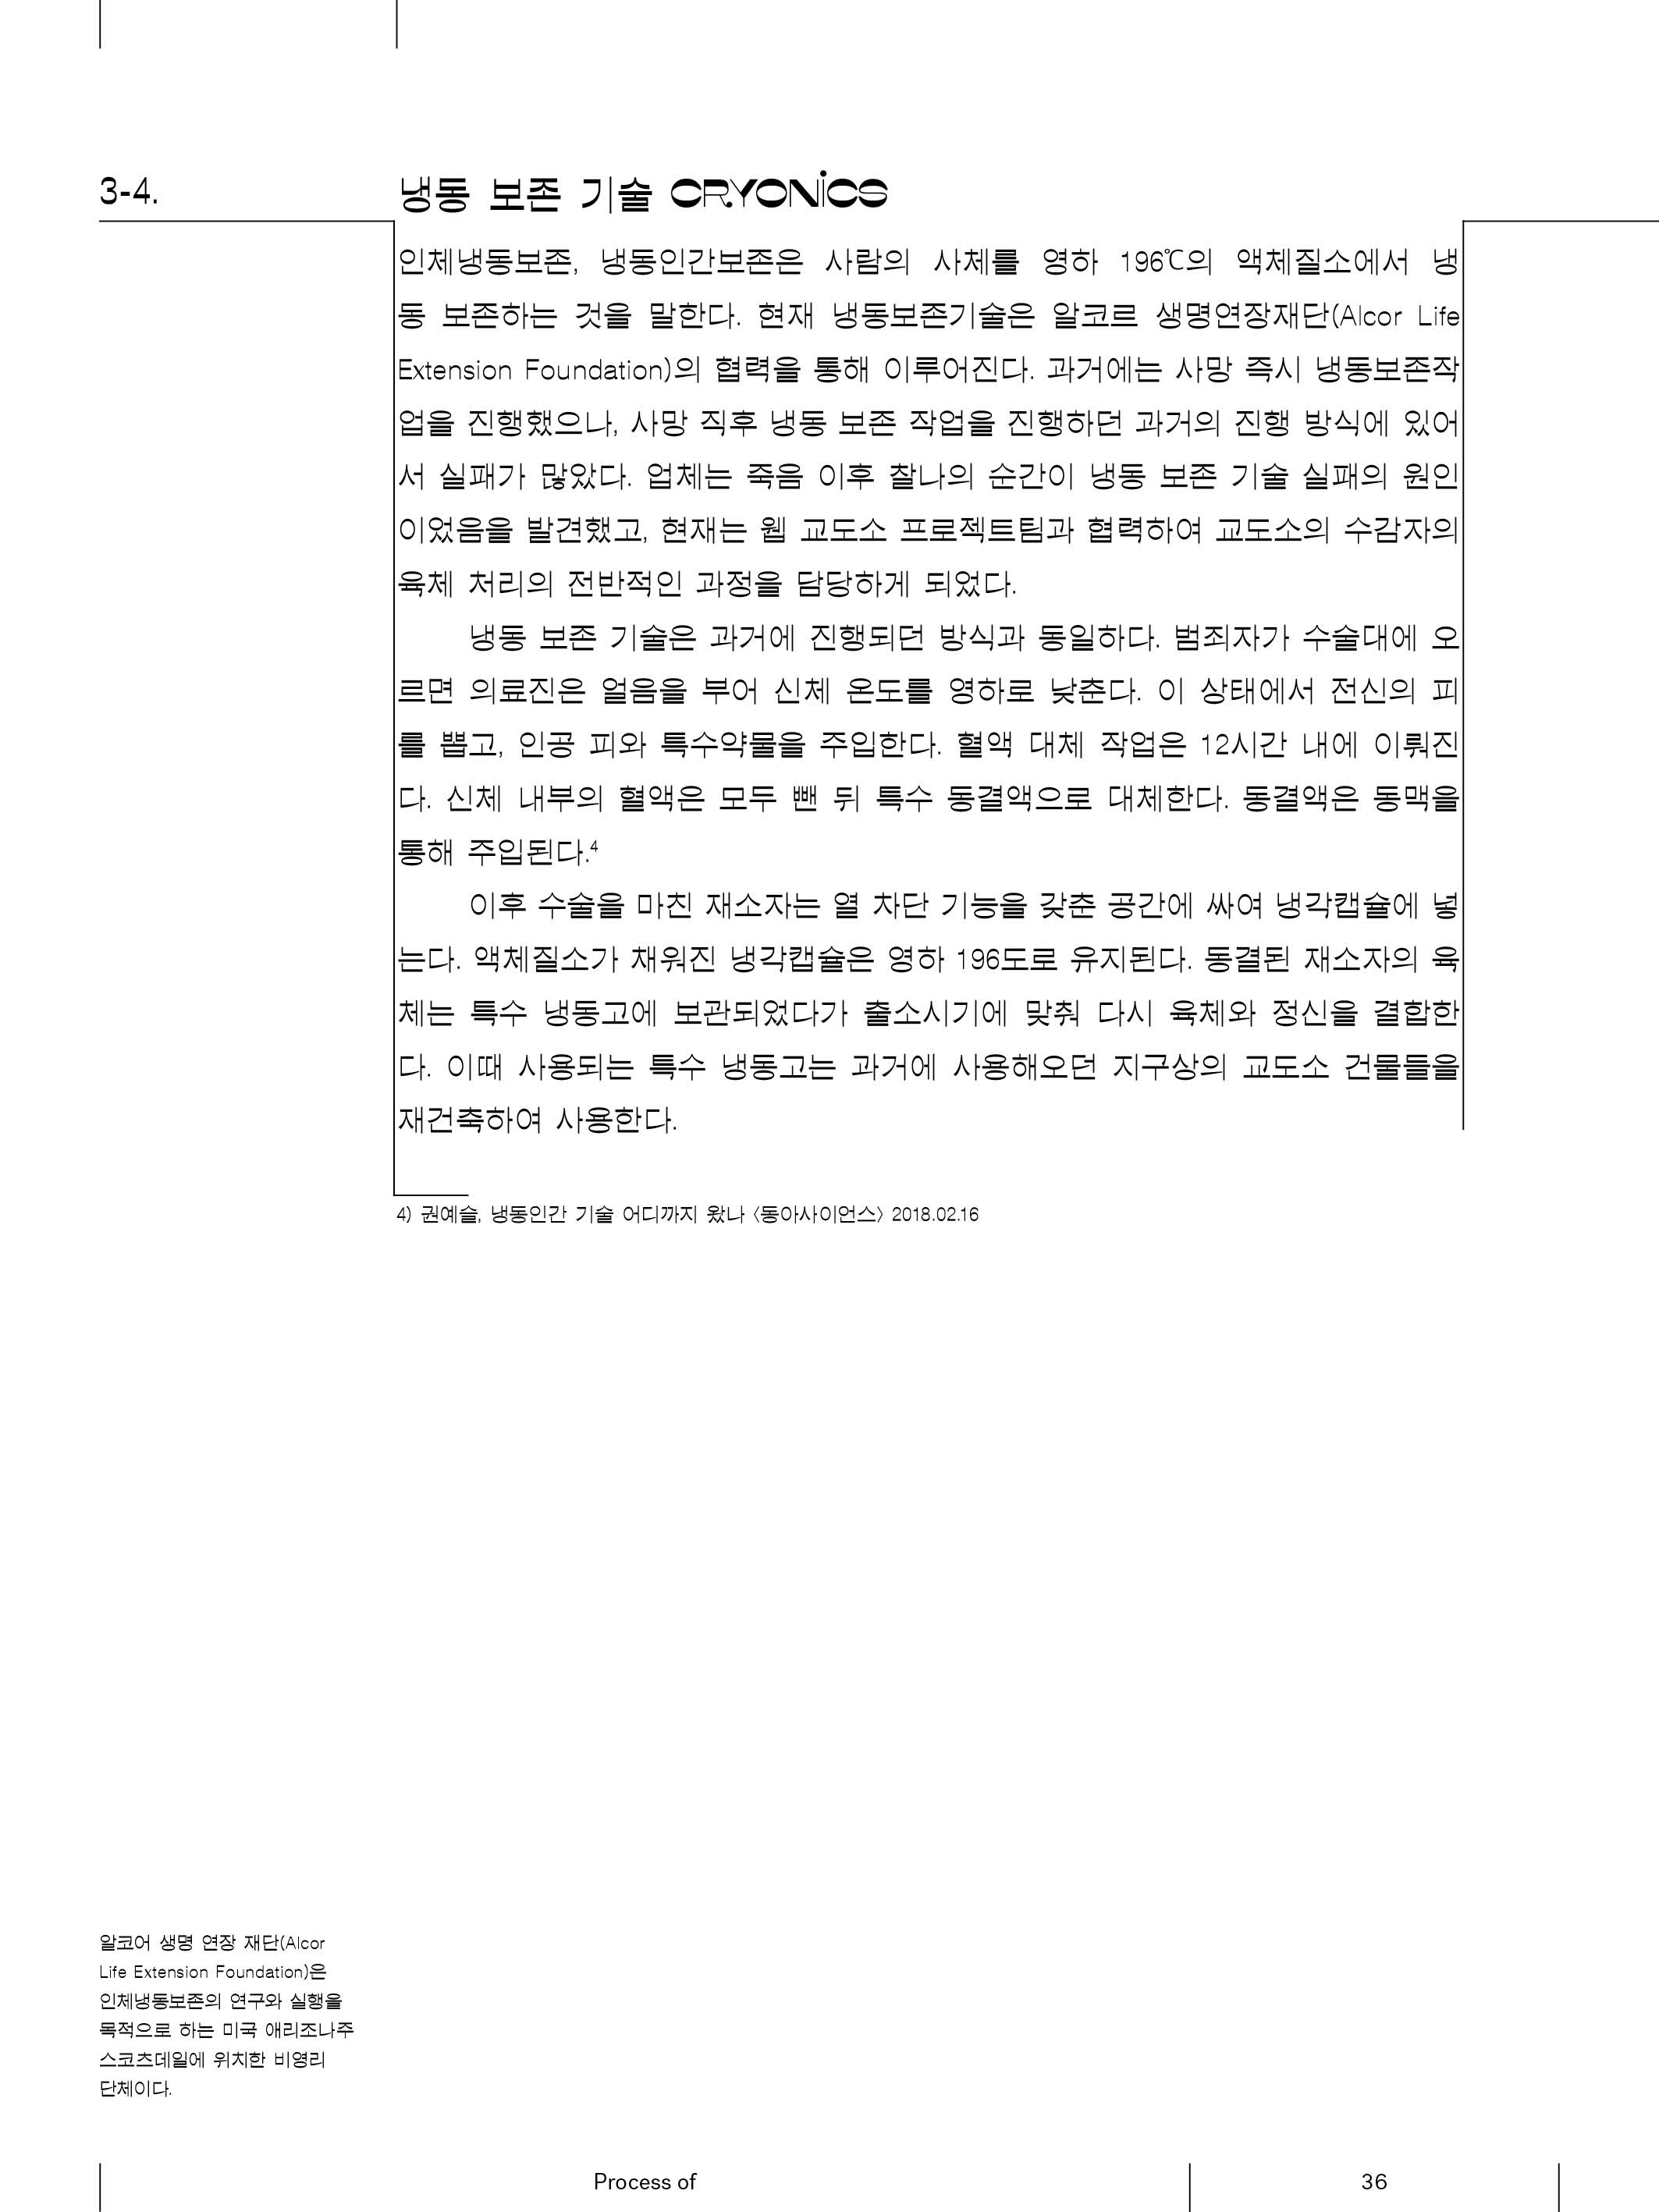 3-4.
냉동 보존 기술 CRYONICS
인체냉동보존, 냉동인간보존은 사람의 사체를 영하 196℃의 액체질소에서 냉
동 보존하는 것을 말한다. 현재 냉동보존기술은 알코르 생명연장재단(Alcor Life
Extension Foundation)의 협력을 통해 이루어진다. 과거에는 사망 즉시 냉동보존작
업을 진행했으나, 사망 직후 냉동 보존 작업을 진행하던 과거의 진행 방식에 있어
서 실패가 많았다. 업체는 죽음 이후 찰나의 순간이 냉동 보존 기술 실패의 원인
이었음을 발견했고, 현재는 웹 교도소 프로젝트팀과 협력하여 교도소의 수감자의
육체 처리의 전반적인 과정을 담당하게 되었다.
냉동 보존 기술은 과거에 진행되던 방식과 동일하다. 범죄자가 수술대에 오
르면 의료진은 얼음을 부어 신체 온도를 영하로 낮춘다. 이 상태에서 전신의 피
를 뽑고, 인공 피와 특수약물을 주입한다. 혈액 대체 작업은 12시간 내에 이뤄진
다. 신체 내부의 혈액은 모두 뺀 뒤 특수 동결액으로 대체한다. 동결액은 동맥을
통해 주입된다.4
이후 수술을 마친 재소자는 열 차단 기능을 갖춘 공간에 싸여 냉각캡슐에 넣
는다. 액체질소가 채워진 냉각캡슐은 영하 196도로 유지된다. 동결된 재소자의 육
체는 특수 냉동고에 보관되었다가 출소시기에 맞춰 다시 육체와 정신을 결합한
다. 이때 사용되는 특수 냉동고는 과거에 사용해오던 지구상의 교도소 건물들을
재건축하여 사용한다.
4) 권예슬, 냉동인간 기술 어디까지 왔나 〈동아사이언스〉 2018.02.16
알코어 생명 연장 재단(Alcor
Life Extension Foundation)은
인체냉동보존의 연구와 실행을
목적으로 하는 미국 애리조나주
스코츠데일에 위치한 비영리
단체이다.
Process of
36